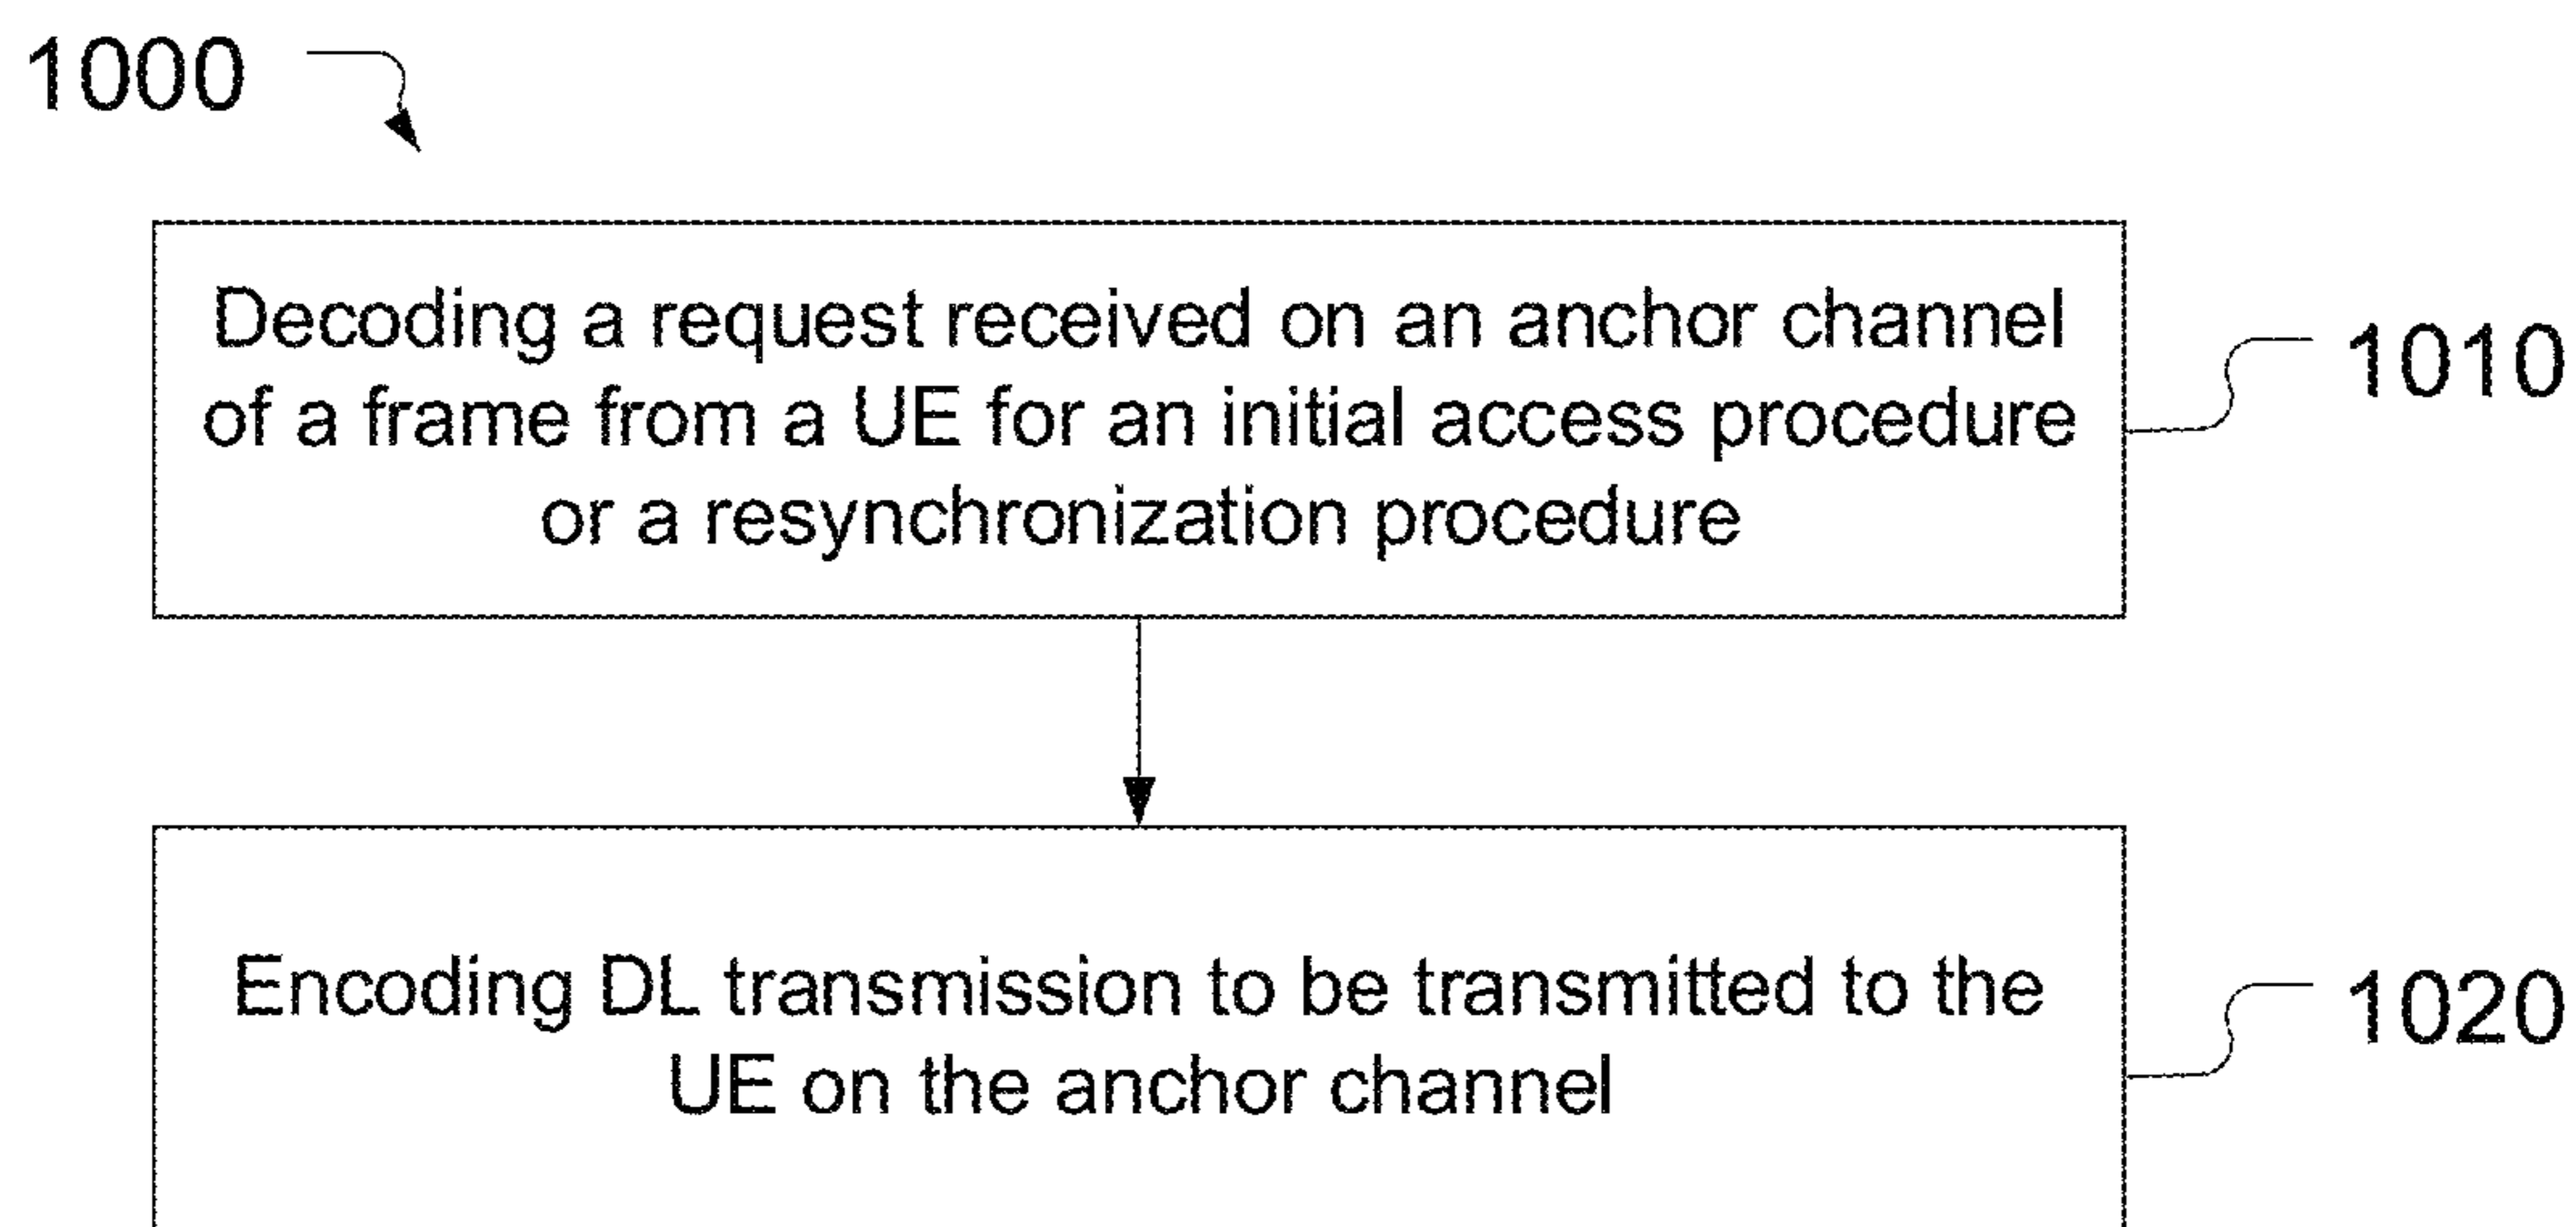 1000
Decoding a request received on an anchor channel
of a frame from a UE for an initial access procedure
or a resynchronization procedure
1010
Encoding DL transmission to be transmitted to the
UE on the anchor channel
1020